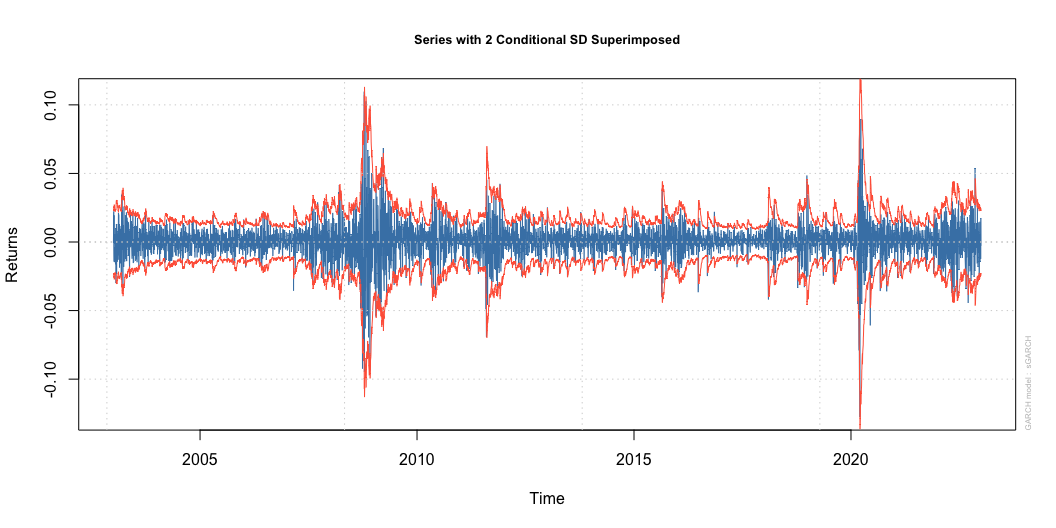 Series with 2 Conditional SD Superimposed
Returns
0.10
0.05
0.00
-0.05
-0.10
2005 2010 2015 2020
Time
GARCH model : sGARCH